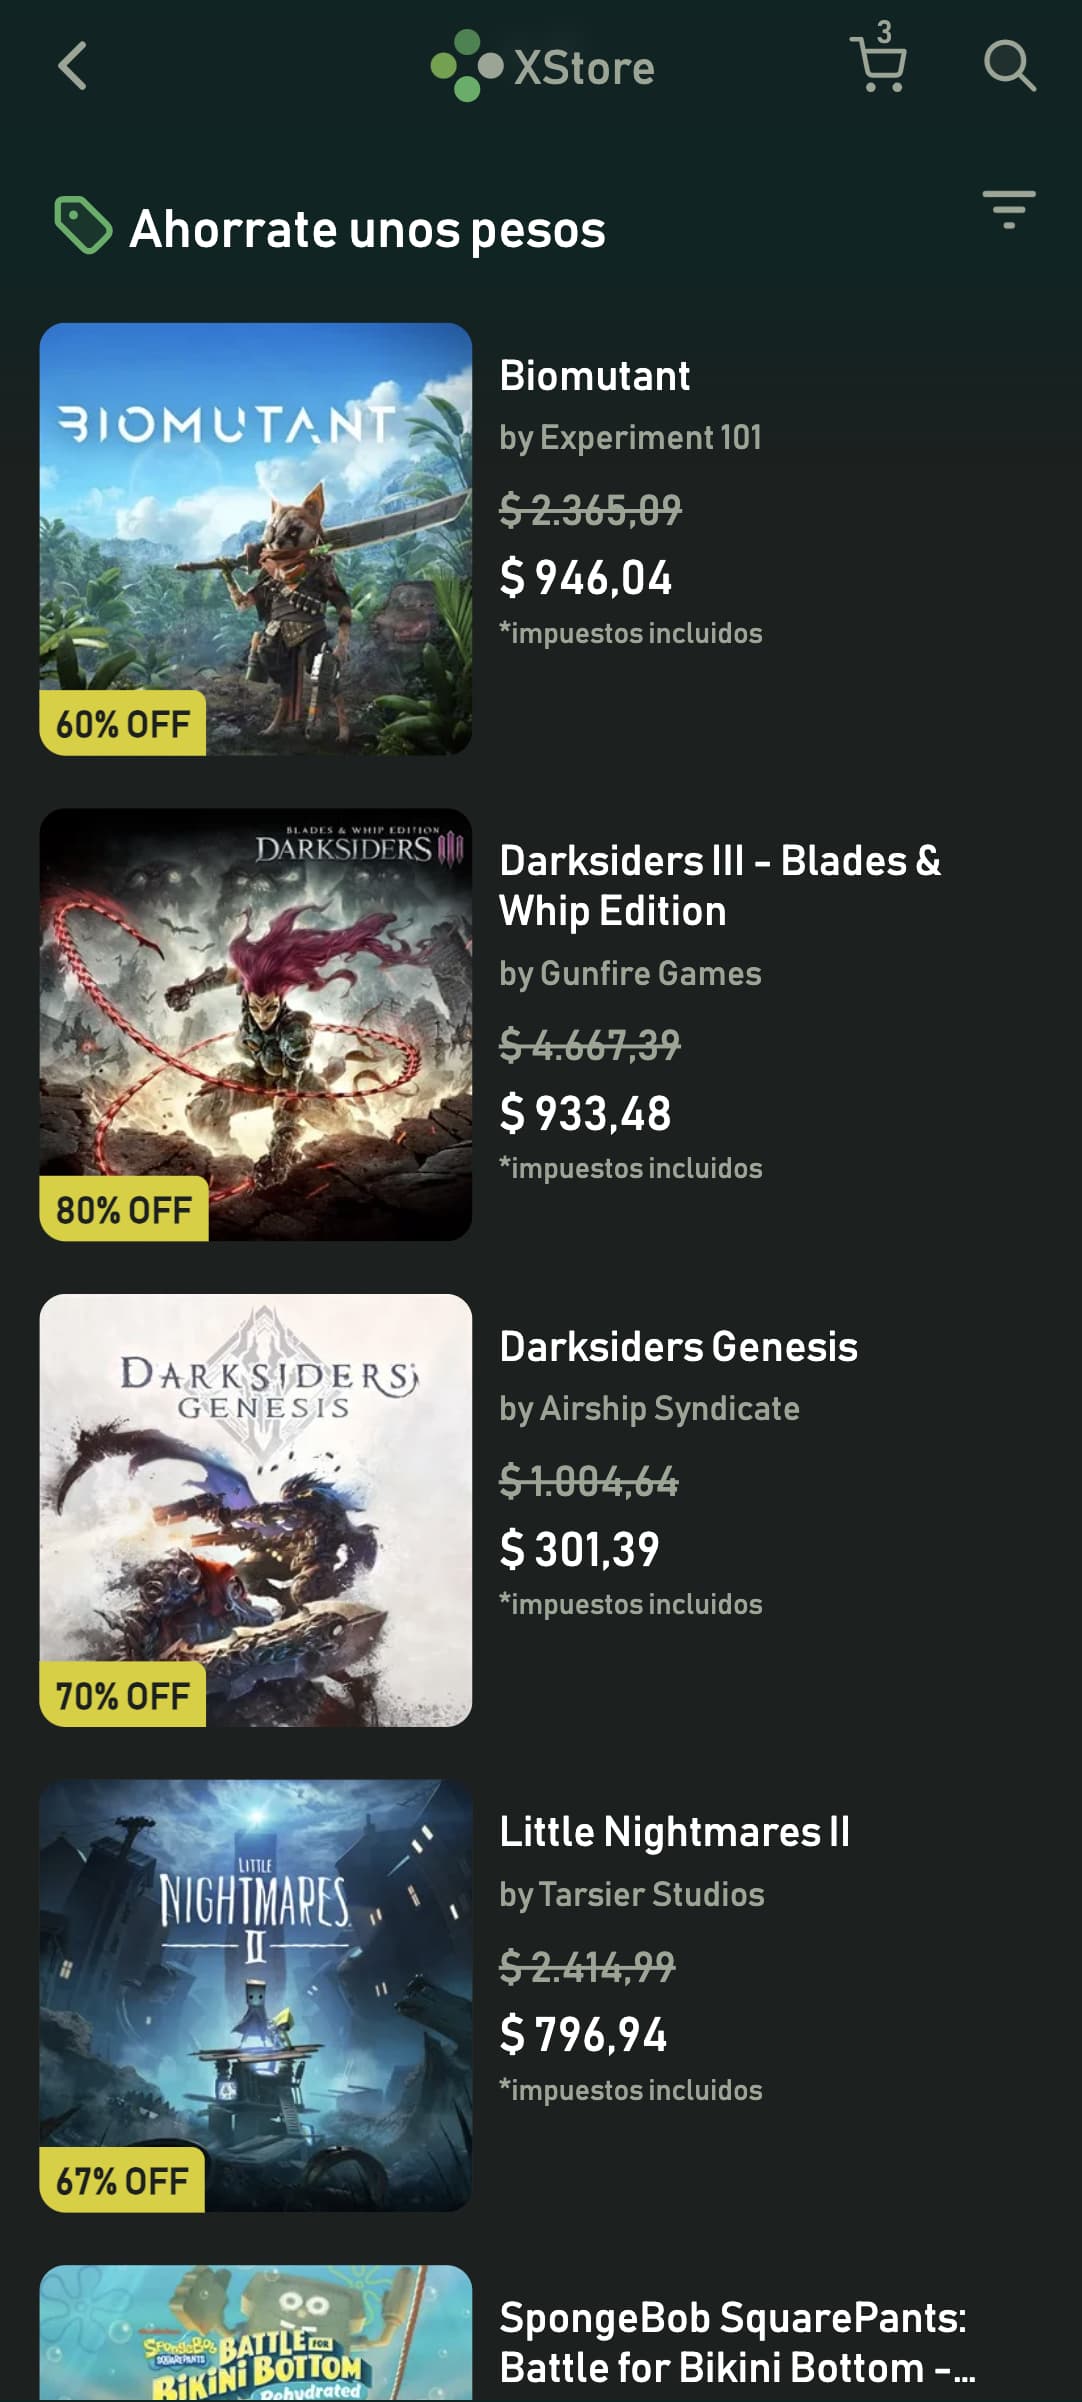 3
XStore
Ahorrate unos pesos
BIOMUTANT
60% OFF
Biomutant
by Experiment 101
$ 2.365,09
$ 946,04
*impuestos incluidos
BLADES & WHIP EDITION
DARKSIDERS III
80% OFF
Darksiders III - Blades &
Whip Edition
by Gunfire Games
$ 4.667,39
$ 933,48
*impuestos incluidos
DARKSIDERS
GENESIS
70% OFF
Darksiders Genesis
by Airship Syndicate
$ 1.004,64
$ 301,39
*impuestos incluidos
LITTLE
NIGHTMARES
II
67% OFF
Little Nightmares II
by Tarsier Studios
$ 2.414,99
$ 796,94
*impuestos incluidos
SpongeBob
SQUAREPANTS
BATTLE FOR
BIKINI BOTTOM
Rehydrated
SpongeBob SquarePants:
Battle for Bikini Bottom -...